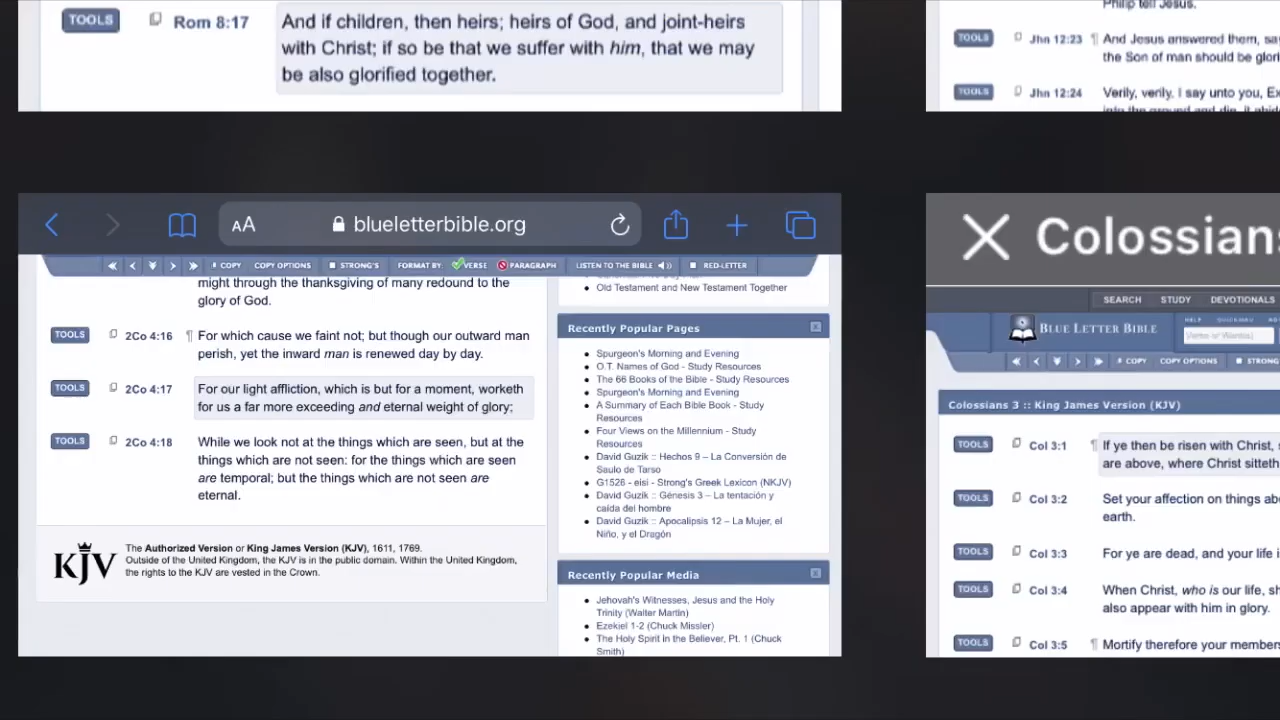 TOOLS Rom 8:17 And if children, then heirs; heirs of God, and joint-heirs
with Christ; if so be that we suffer with him, that we may
be also glorified together.
Philip tell Jesus.
TOOLS Jhn 12:23 ¶ And Jesus answered them, say
the Son of man should be glori
TOOLS Jhn 12:24 Verily, verily, I say unto you, Ex
into the ground and die, it abid
AA blueletterbible.org
COPY COPY OPTIONS STRONG'S FORMAT BY: VERSE PARAGRAPH LISTEN TO THE BIBLE RED-LETTER
might through the thanksgiving of many redound to the
glory of God.
TOOLS 2Co 4:16 ¶ For which cause we faint not; but though our outward man
perish, yet the inward man is renewed day by day.
TOOLS 2Co 4:17 For our light affliction, which is but for a moment, worketh
for us a far more exceeding and eternal weight of glory;
TOOLS 2Co 4:18 While we look not at the things which are seen, but at the
things which are not seen: for the things which are seen
are temporal; but the things which are not seen are
eternal.
KJV
The Authorized Version or King James Version (KJV), 1611, 1769.
Outside of the United Kingdom, the KJV is in the public domain. Within the United Kingdom,
the rights to the KJV are vested in the Crown.
Old Testament and New Testament Together
Recently Popular Pages
Spurgeon's Morning and Evening
O.T. Names of God - Study Resources
The 66 Books of the Bible - Study Resources
Spurgeon's Morning and Evening
A Summary of Each Bible Book - Study
Resources
Four Views on the Millennium - Study
Resources
David Guzik :: Hechos 9 – La Conversión de
Saulo de Tarso
G1526 - eisi - Strong's Greek Lexicon (NKJV)
David Guzik :: Génesis 3 – La tentación y
caída del hombre
David Guzik :: Apocalipsis 12 – La Mujer, el
Niño, y el Dragón
Recently Popular Media
Jehovah's Witnesses, Jesus and the Holy
Trinity (Walter Martin)
Ezekiel 1-2 (Chuck Missler)
The Holy Spirit in the Believer, Pt. 1 (Chuck
Smith)
Colossians
SEARCH STUDY DEVOTIONALS
BLUE LETTER BIBLE
COPY COPY OPTIONS STRONG
Colossians 3 :: King James Version (KJV)
TOOLS Col 3:1 ¶ If ye then be risen with Christ, s
are above, where Christ sitteth
TOOLS Col 3:2 Set your affection on things abo
earth.
TOOLS Col 3:3 For ye are dead, and your life i
TOOLS Col 3:4 When Christ, who is our life, sh
also appear with him in glory.
TOOLS Col 3:5 ¶ Mortify therefore your members